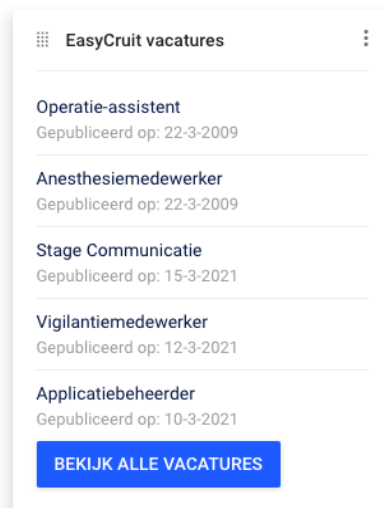 EasyCruit vacatures
Operatie-assistent
Gepubliceerd op: 22-3-2009
Anesthesiemedewerker
Gepubliceerd op: 22-3-2009
Stage Communicatie
Gepubliceerd op: 15-3-2021
Vigilantiemedewerker
Gepubliceerd op: 12-3-2021
Applicatiebeheerder
Gepubliceerd op: 10-3-2021
BEKIJK ALLE VACATURES